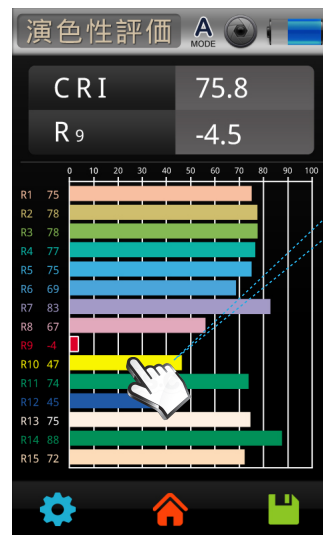 演色性評価 A MODE
CRI 75.8
R9 -4.5
0 10 20 30 40 50 60 70 80 90 100
R1 75
R2 78
R3 78
R4 77
R5 75
R6 69
R7 83
R8 67
R9 -4
R10 47
R11 74
R12 45
R13 75
R14 88
R15 72